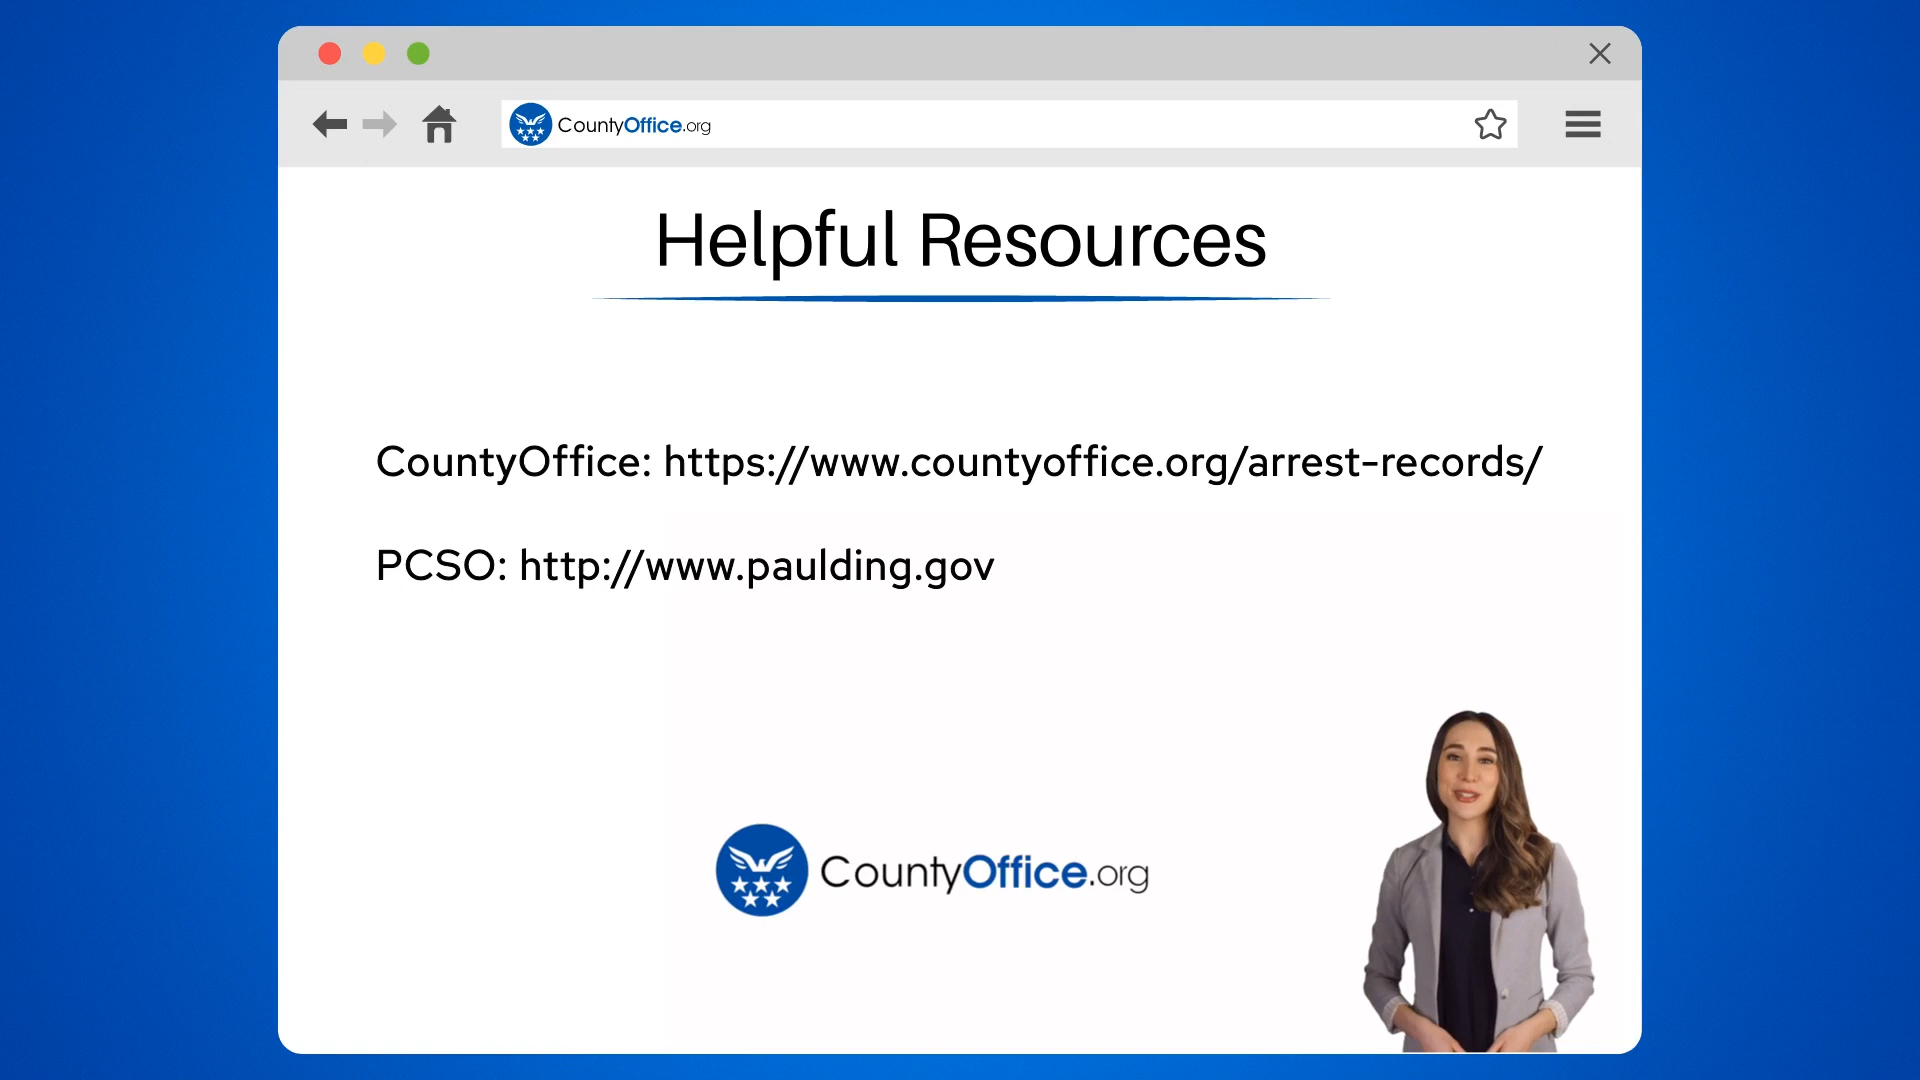 CountyOffice.org
Helpful Resources
CountyOffice: https://www.countyoffice.org/arrest-records/
PCSO: http://www.paulding.gov
CountyOffice.org